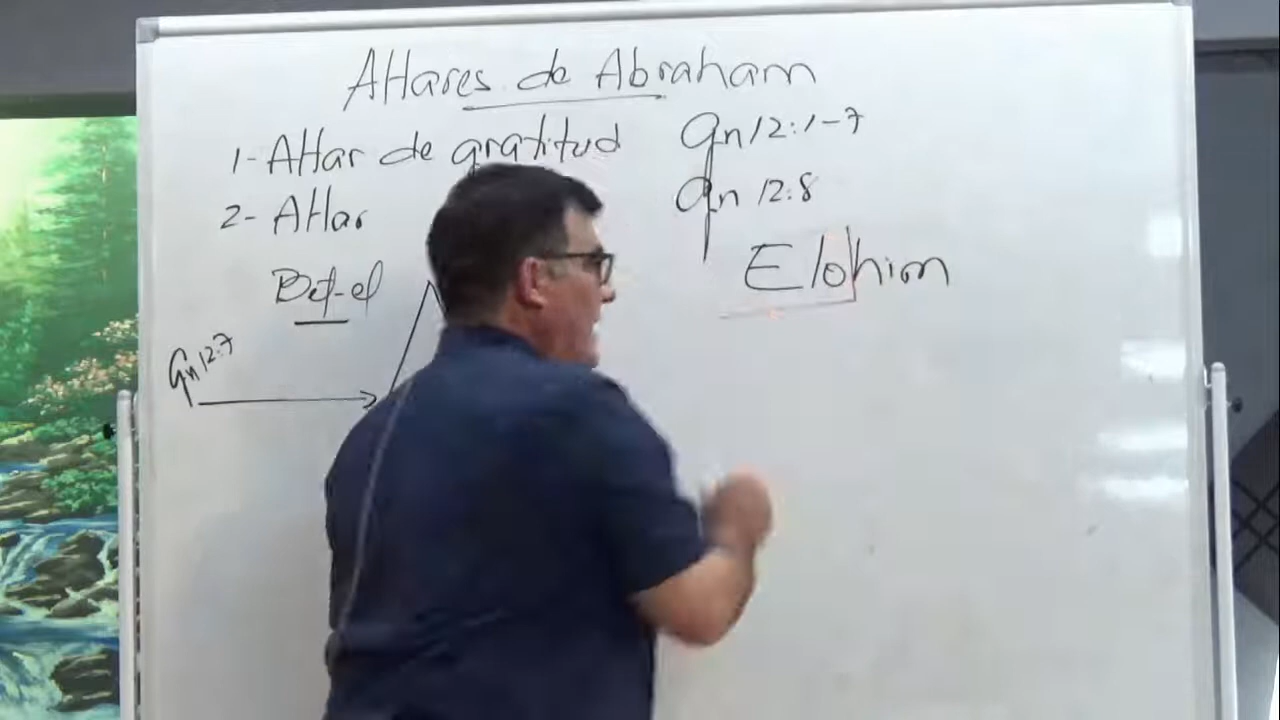 Altares de Abraham
1- Altar de gratitud Gn 12:1-7
2- Altar Gn 12:8
Bet-el Elohim
Gn 12:7